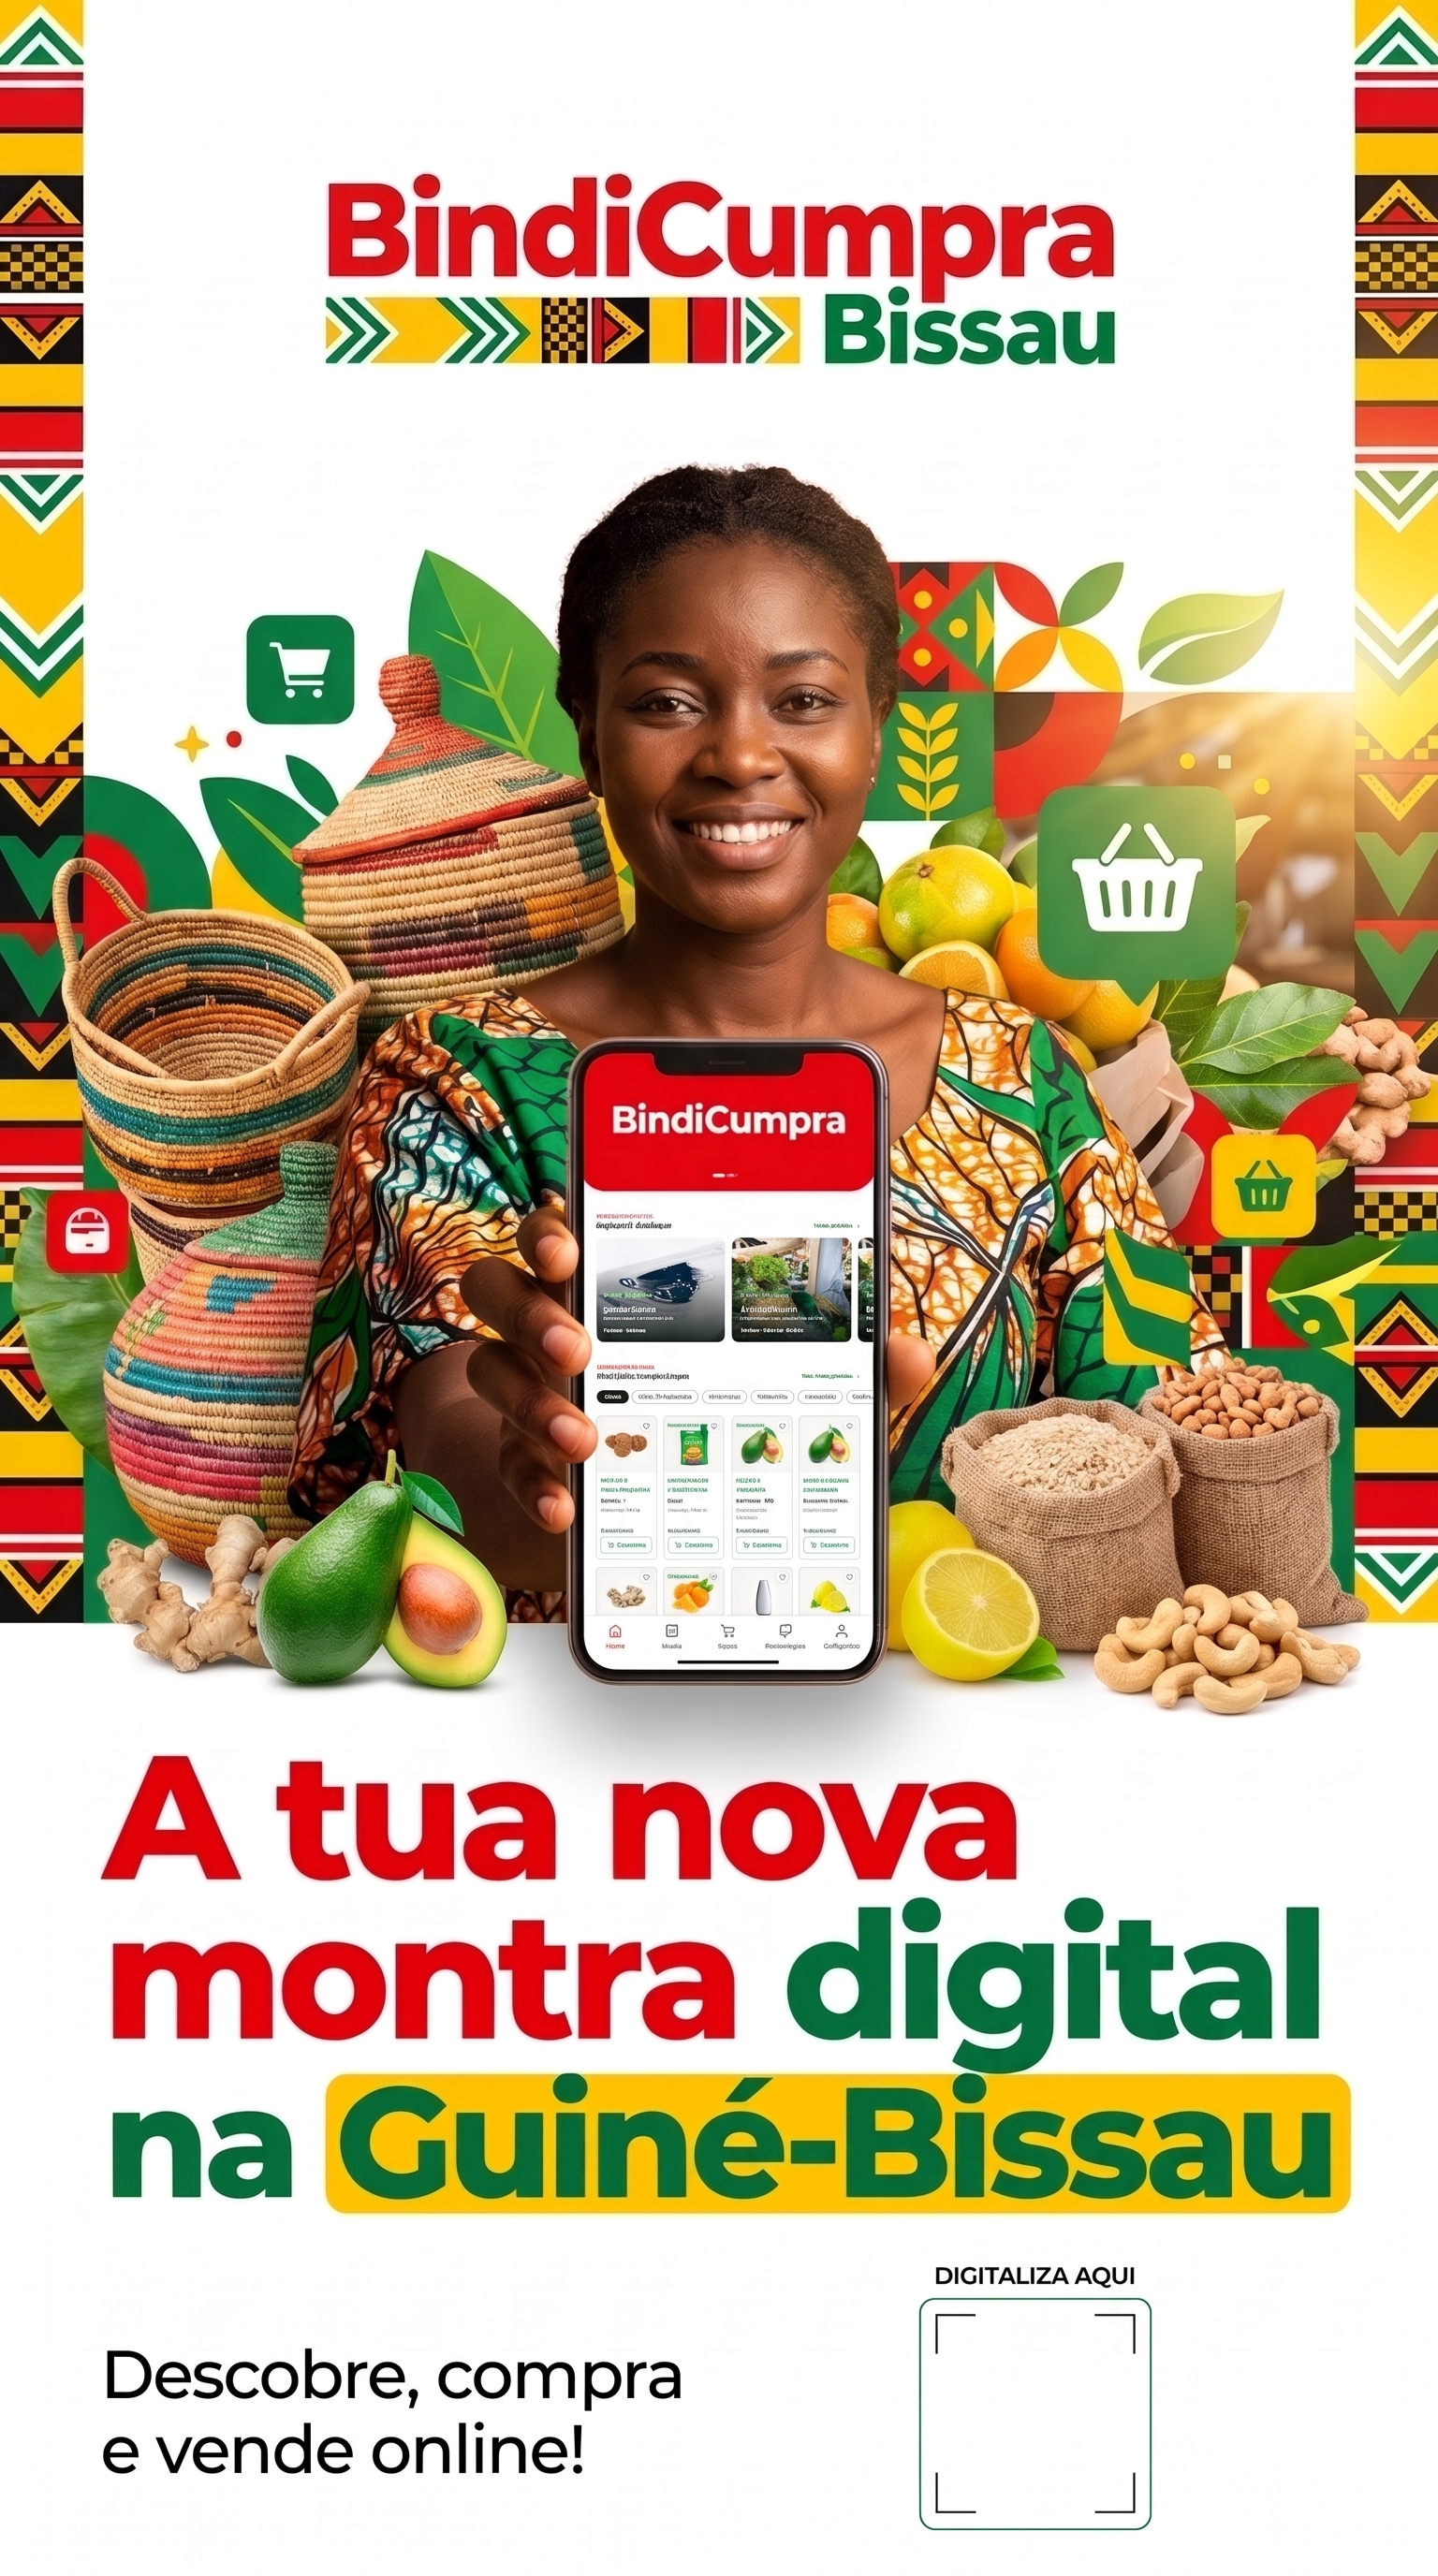 BindiCumpra
Bissau
BindiCumpra
Home
A tua nova
montra digital
na Guiné-Bissau
DIGITALIZA AQUI
Descobre, compra
e vende online!